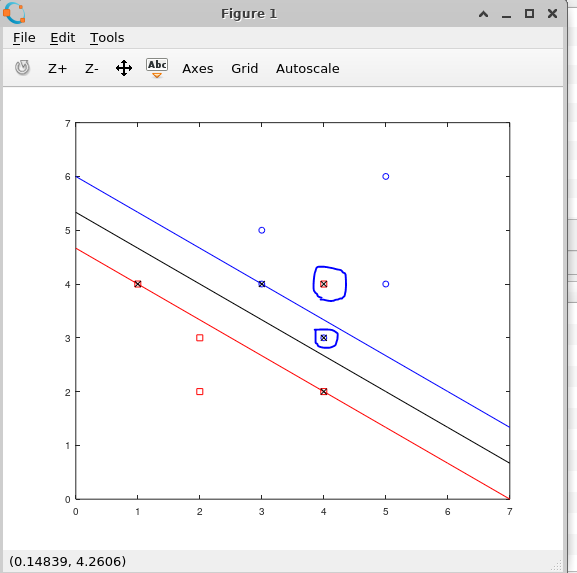 Figure 1
File Edit Tools
Z+ Z- Abc Axes Grid Autoscale
7
6
5
4
3
2
1
0
0 1 2 3 4 5 6 7
(0.14839, 4.2606)